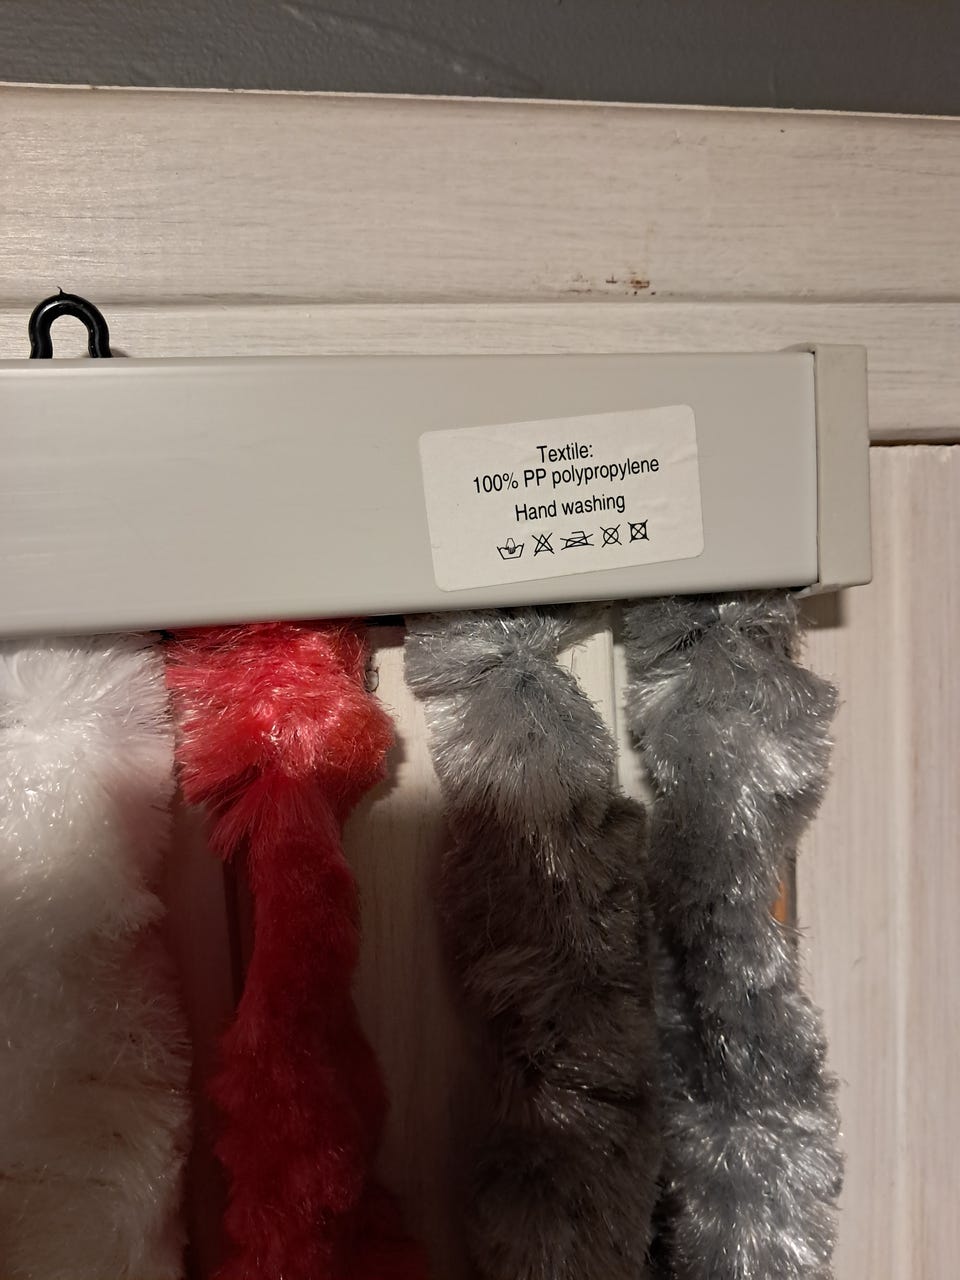 Textile:
100% PP polypropylene
Hand washing